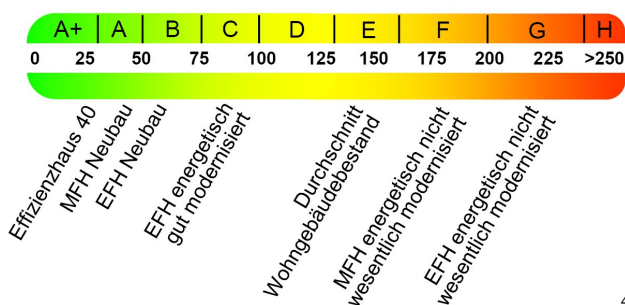 A+ A B C D E F G H
0 25 50 75 100 125 150 175 200 225 >250
Effizienzhaus 40
MFH Neubau
EFH Neubau
EFH energetisch
gut modernisiert
Durchschnitt
Wohngebäudebestand
MFH energetisch nicht
wesentlich modernisiert
EFH energetisch nicht
wesentlich modernisiert